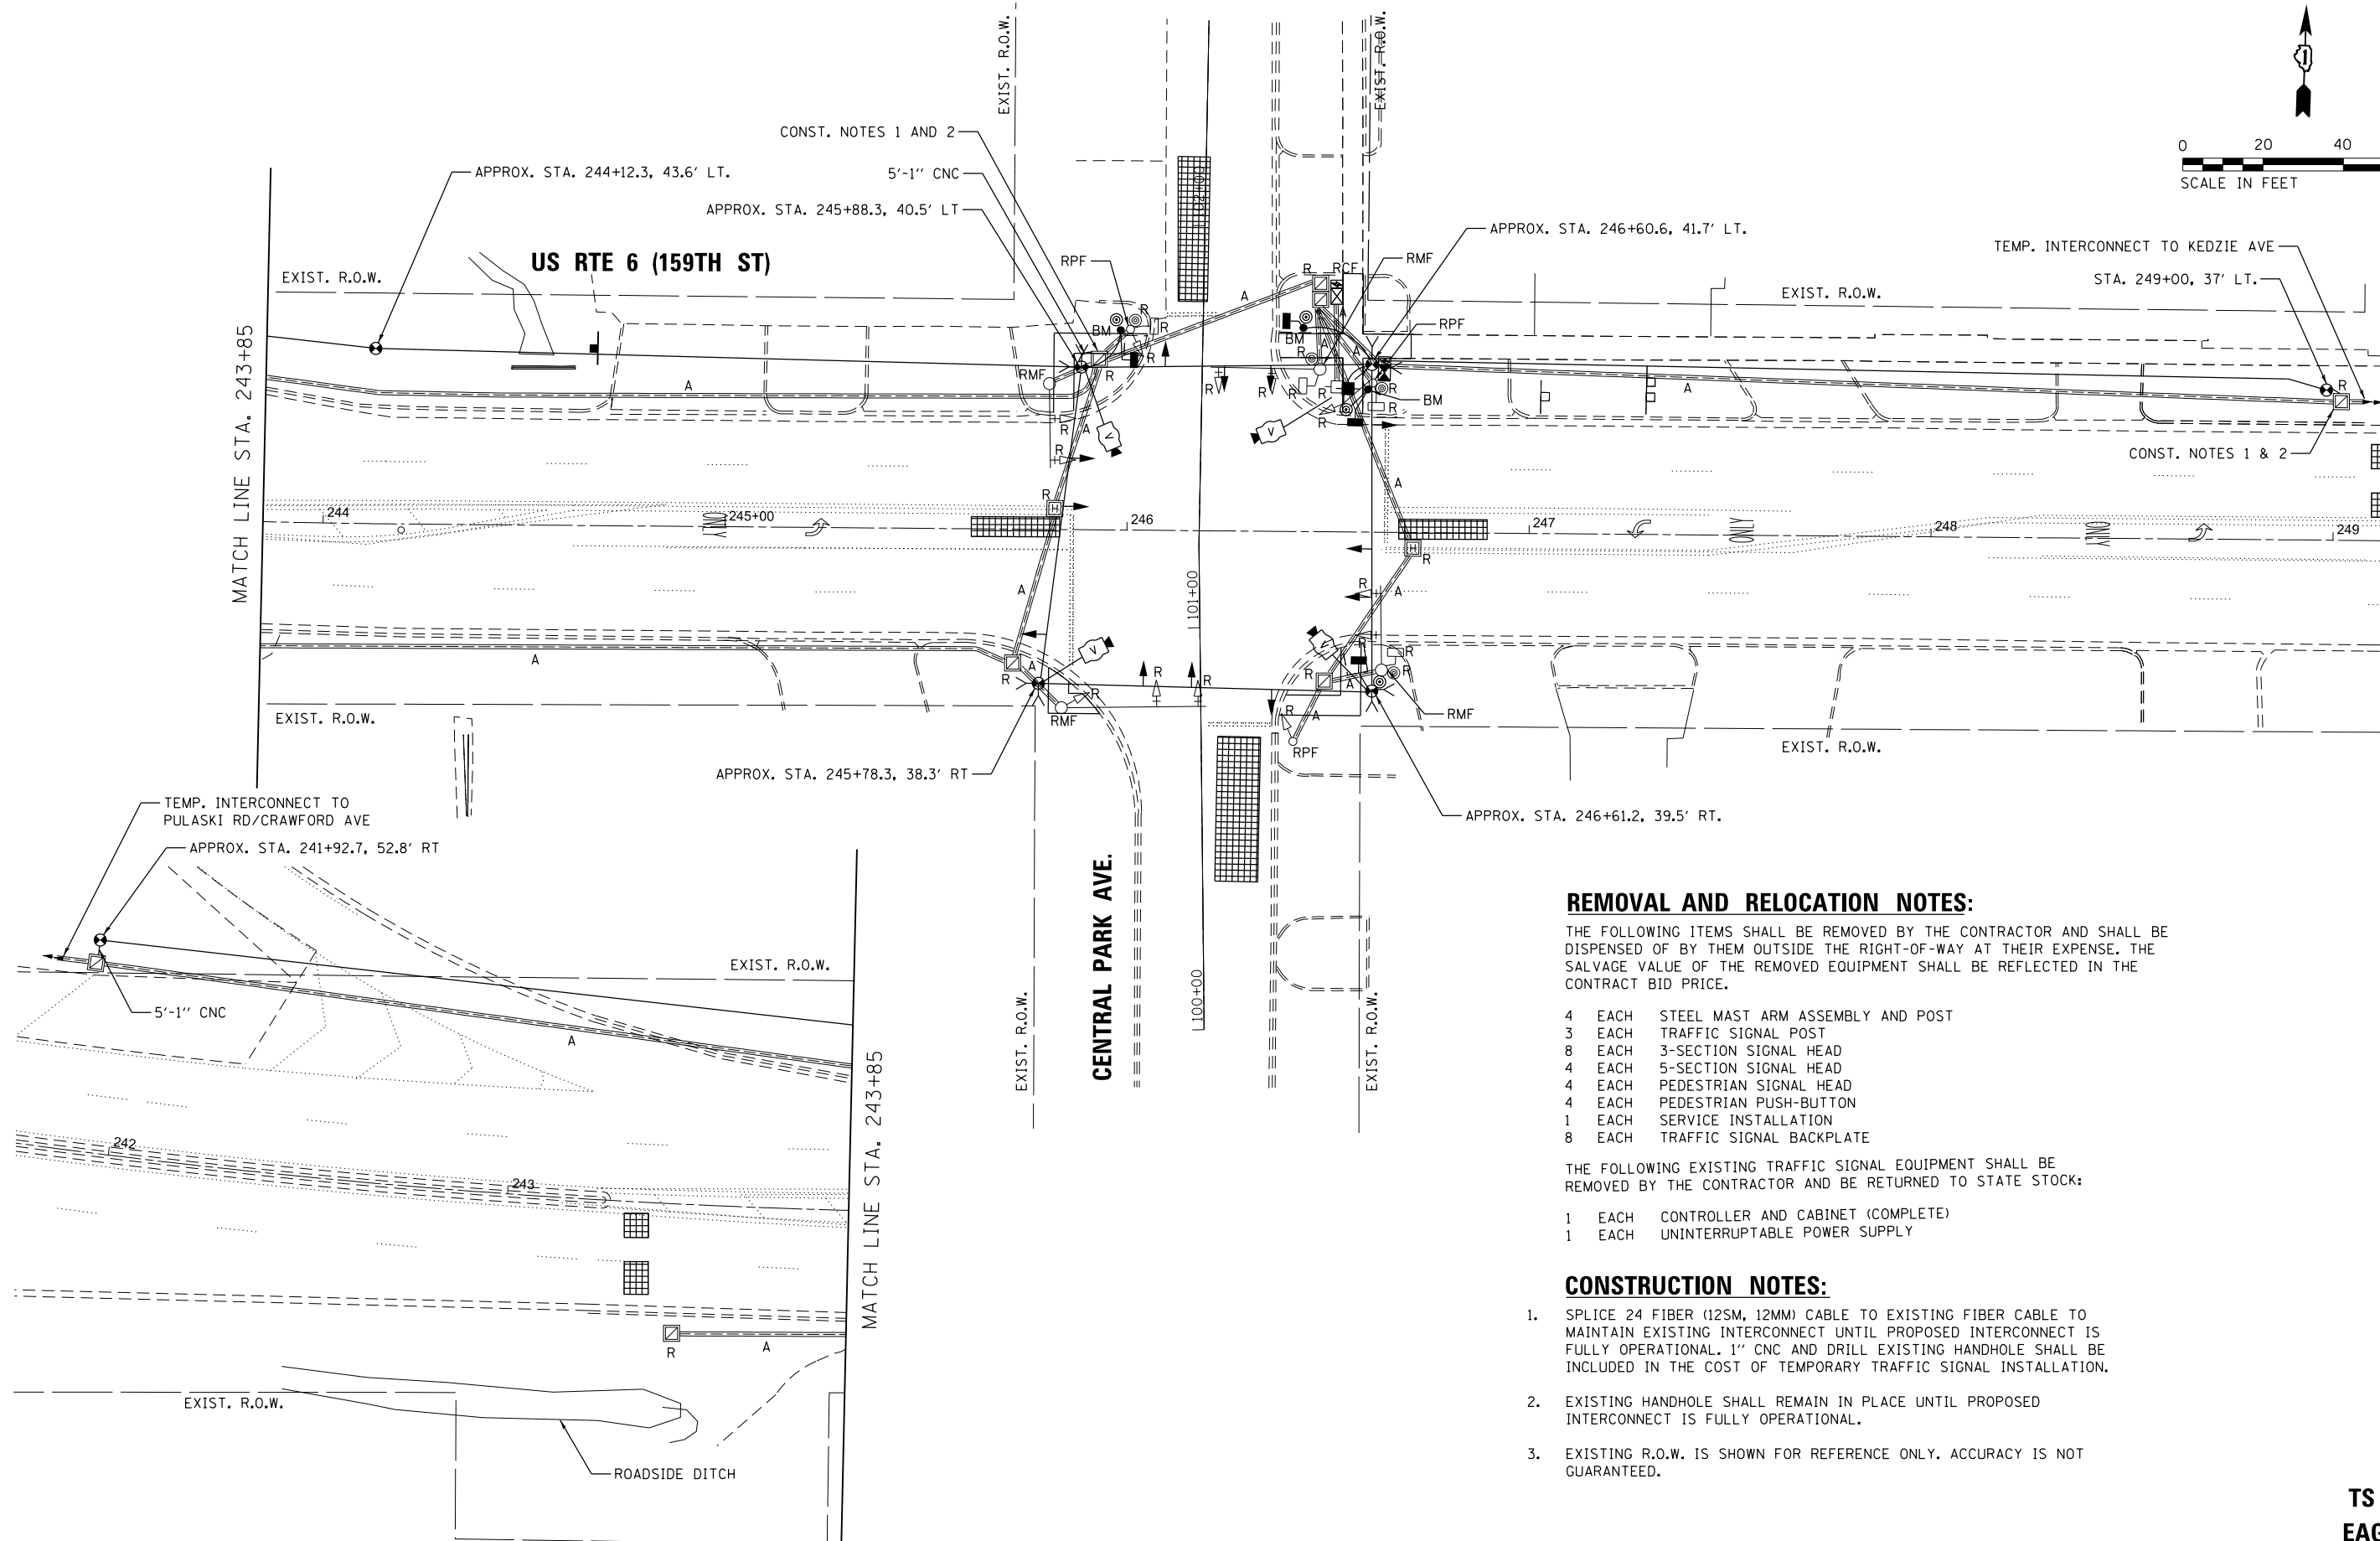 EXIST. R.O.W.
EXIST. R.O.W.
CONST. NOTES 1 AND 2
0 20 40
SCALE IN FEET
APPROX. STA. 244+12.3, 43.6' LT.
5'-1'' CNC
102+00
APPROX. STA. 245+88.3, 40.5' LT
APPROX. STA. 246+60.6, 41.7' LT.
TEMP. INTERCONNECT TO KEDZIE AVE
US RTE 6 (159TH ST)
RPF
RMF
STA. 249+00, 37' LT.
EXIST. R.O.W.
R RCF
A
EXIST. R.O.W.
MATCH LINE STA. 243+85
R
BM
A
BM
RPF
R
R
R
A
A
R
A
RMF
R
R
R
R
R
R
BM
R
A
R
A
R
R
A
V
V
R
CONST. NOTES 1 & 2
R
H
A
244
245+00
246
247
248
249
H
R
A
101+00
R
A
A
V
V
R
R
A
R
R
R
R
R
A
R
RMF
R
A
RMF
RPF
EXIST. R.O.W.
EXIST. R.O.W.
APPROX. STA. 245+78.3, 38.3' RT
APPROX. STA. 246+61.2, 39.5' RT.
TEMP. INTERCONNECT TO
PULASKI RD/CRAWFORD AVE
APPROX. STA. 241+92.7, 52.8' RT
CENTRAL PARK AVE.
EXIST. R.O.W.
100+00
EXIST. R.O.W.
EXIST. R.O.W.
5'-1'' CNC
A
MATCH LINE STA. 243+85
242
243
R
A
EXIST. R.O.W.
ROADSIDE DITCH
REMOVAL AND RELOCATION NOTES:
THE FOLLOWING ITEMS SHALL BE REMOVED BY THE CONTRACTOR AND SHALL BE
DISPENSED OF BY THEM OUTSIDE THE RIGHT-OF-WAY AT THEIR EXPENSE. THE
SALVAGE VALUE OF THE REMOVED EQUIPMENT SHALL BE REFLECTED IN THE
CONTRACT BID PRICE.
4 EACH STEEL MAST ARM ASSEMBLY AND POST
3 EACH TRAFFIC SIGNAL POST
8 EACH 3-SECTION SIGNAL HEAD
4 EACH 5-SECTION SIGNAL HEAD
4 EACH PEDESTRIAN SIGNAL HEAD
4 EACH PEDESTRIAN PUSH-BUTTON
1 EACH SERVICE INSTALLATION
8 EACH TRAFFIC SIGNAL BACKPLATE
THE FOLLOWING EXISTING TRAFFIC SIGNAL EQUIPMENT SHALL BE
REMOVED BY THE CONTRACTOR AND BE RETURNED TO STATE STOCK:
1 EACH CONTROLLER AND CABINET (COMPLETE)
1 EACH UNINTERRUPTABLE POWER SUPPLY
CONSTRUCTION NOTES:
1. SPLICE 24 FIBER (12SM, 12MM) CABLE TO EXISTING FIBER CABLE TO
MAINTAIN EXISTING INTERCONNECT UNTIL PROPOSED INTERCONNECT IS
FULLY OPERATIONAL. 1'' CNC AND DRILL EXISTING HANDHOLE SHALL BE
INCLUDED IN THE COST OF TEMPORARY TRAFFIC SIGNAL INSTALLATION.
2. EXISTING HANDHOLE SHALL REMAIN IN PLACE UNTIL PROPOSED
INTERCONNECT IS FULLY OPERATIONAL.
3. EXISTING R.O.W. IS SHOWN FOR REFERENCE ONLY. ACCURACY IS NOT
GUARANTEED.
TS
EAG